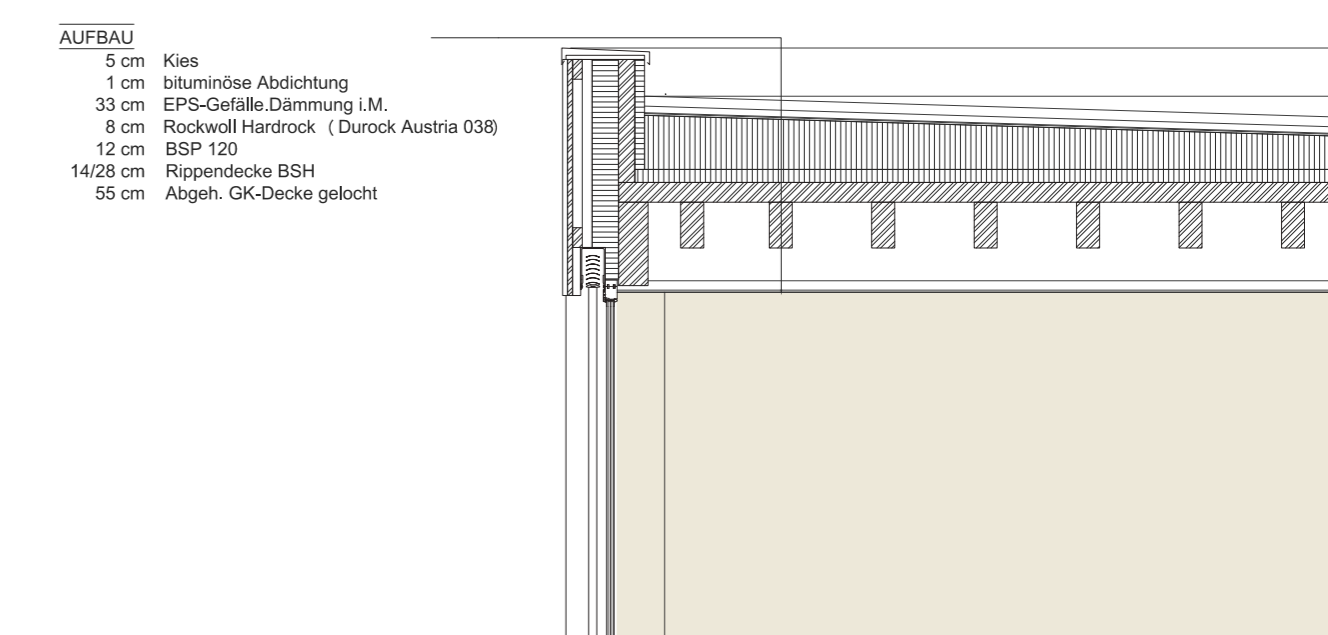 AUFBAU
5 cm Kies
1 cm bituminöse Abdichtung
33 cm EPS-Gefälle.Dämmung i.M.
8 cm Rockwoll Hardrock ( Durock Austria 038)
12 cm BSP 120
14/28 cm Rippendecke BSH
55 cm Abgeh. GK-Decke gelocht